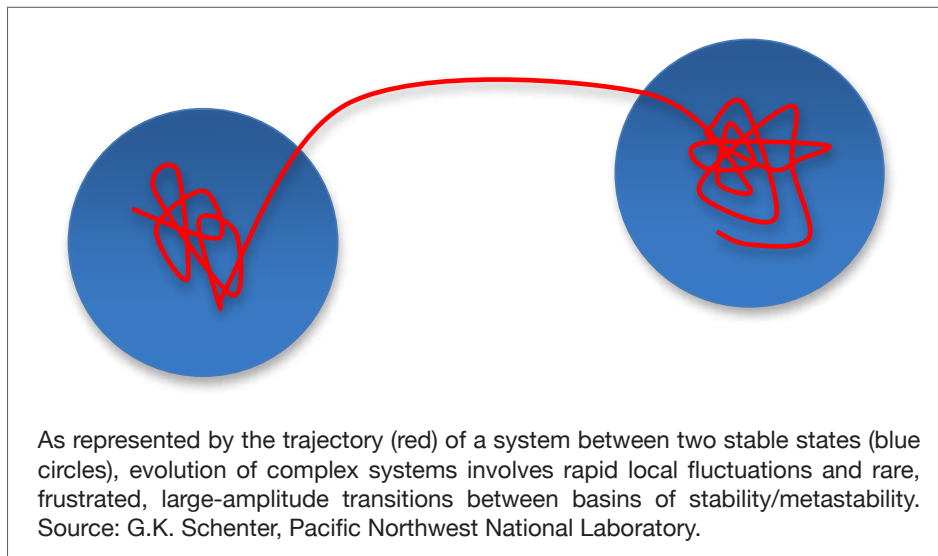 As represented by the trajectory (red) of a system between two stable states (blue
circles), evolution of complex systems involves rapid local fluctuations and rare,
frustrated, large-amplitude transitions between basins of stability/metastability.
Source: G.K. Schenter, Pacific Northwest National Laboratory.